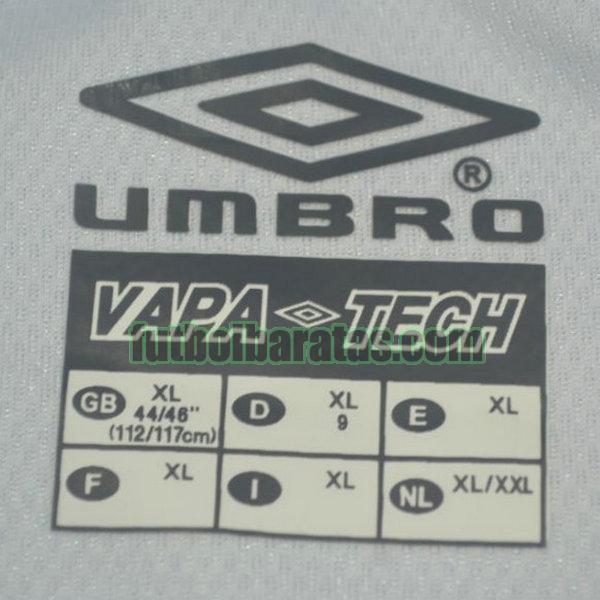 ®
UMBRO
VAPA TECH
futbolbaratas.com
GB XL
44/46"
(112/117cm)
D XL
9
E XL
F XL
I XL
NL XL/XXL